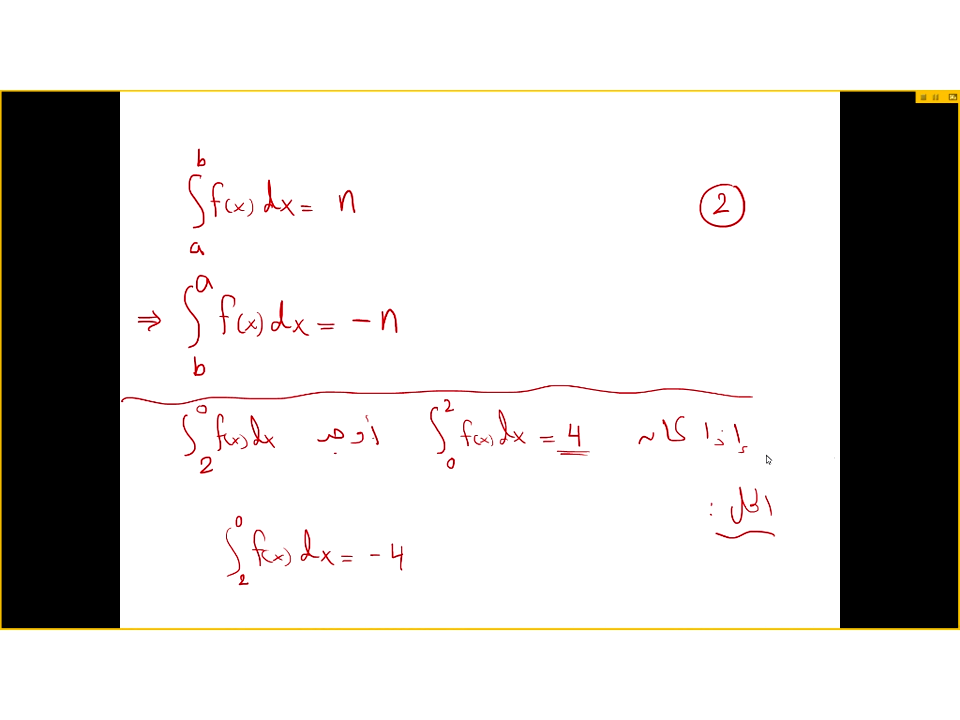 ∫_a^b f(x) dx = n ②
⇒ ∫_b^a f(x) dx = -n
إذا كان ∫_0^2 f(x) dx = 4 أوجد ∫_2^0 f(x) dx
الحل :
∫_2^0 f(x) dx = -4